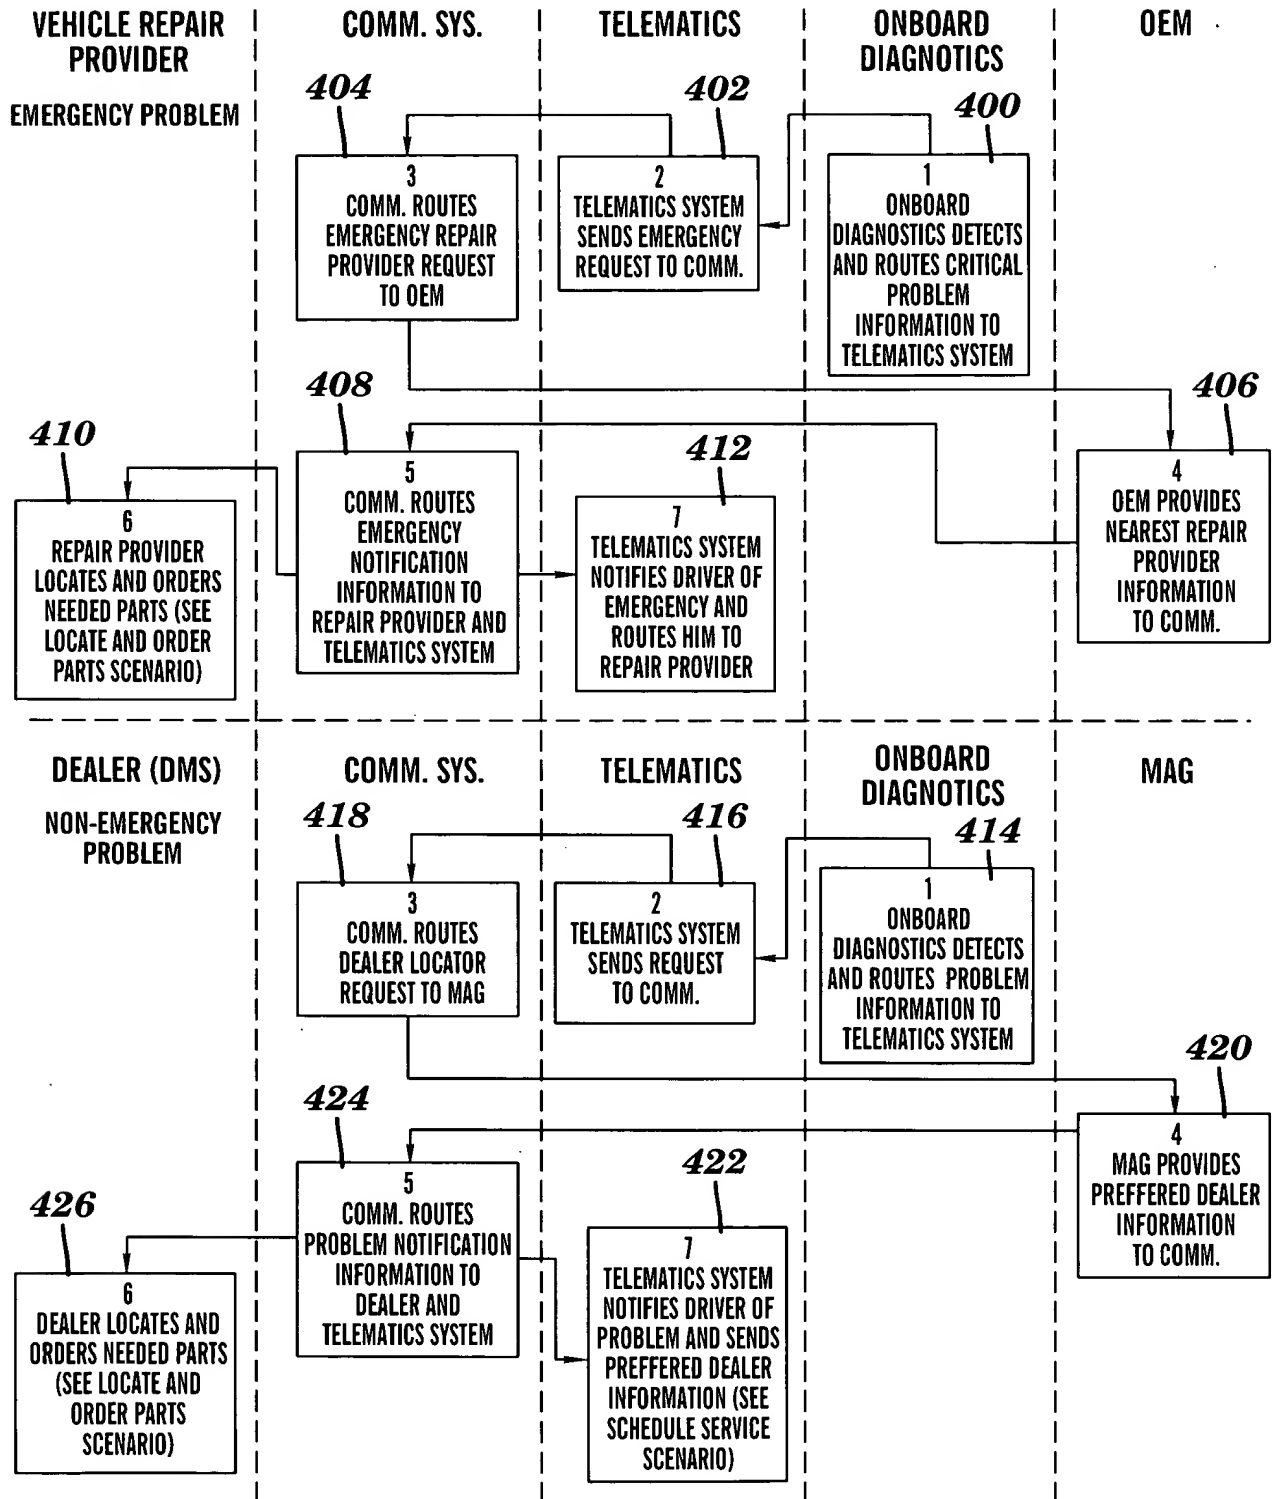 VEHICLE REPAIR
PROVIDER
COMM. SYS.
TELEMATICS
ONBOARD
DIAGNOSTICS
OEM
EMERGENCY PROBLEM
404
402
400
3
COMM. ROUTES
EMERGENCY REPAIR
PROVIDER REQUEST
TO OEM
2
TELEMATICS SYSTEM
SENDS EMERGENCY
REQUEST TO COMM.
1
ONBOARD
DIAGNOSTICS DETECTS
AND ROUTES CRITICAL
PROBLEM
INFORMATION TO
TELEMATICS SYSTEM
408
406
410
412
5
COMM. ROUTES
EMERGENCY
NOTIFICATION
INFORMATION TO
REPAIR PROVIDER AND
TELEMATICS SYSTEM
4
OEM PROVIDES
NEAREST REPAIR
PROVIDER
INFORMATION
TO COMM.
6
REPAIR PROVIDER
LOCATES AND ORDERS
NEEDED PARTS (SEE
LOCATE AND ORDER
PARTS SCENARIO)
7
TELEMATICS SYSTEM
NOTIFIES DRIVER OF
EMERGENCY AND
ROUTES HIM TO
REPAIR PROVIDER
DEALER (DMS)
COMM. SYS.
TELEMATICS
ONBOARD
DIAGNOSTICS
MAG
NON-EMERGENCY
PROBLEM
418
416
414
3
COMM. ROUTES
DEALER LOCATOR
REQUEST TO MAG
2
TELEMATICS SYSTEM
SENDS REQUEST
TO COMM.
1
ONBOARD
DIAGNOSTICS DETECTS
AND ROUTES PROBLEM
INFORMATION TO
TELEMATICS SYSTEM
420
424
422
426
4
MAG PROVIDES
PREFFERED DEALER
INFORMATION
TO COMM.
5
COMM. ROUTES
PROBLEM NOTIFICATION
INFORMATION TO
DEALER AND
TELEMATICS SYSTEM
7
TELEMATICS SYSTEM
NOTIFIES DRIVER OF
PROBLEM AND SENDS
PREFFERED DEALER
INFORMATION (SEE
SCHEDULE SERVICE
SCENARIO)
6
DEALER LOCATES AND
ORDERS NEEDED PARTS
(SEE LOCATE AND
ORDER PARTS
SCENARIO)